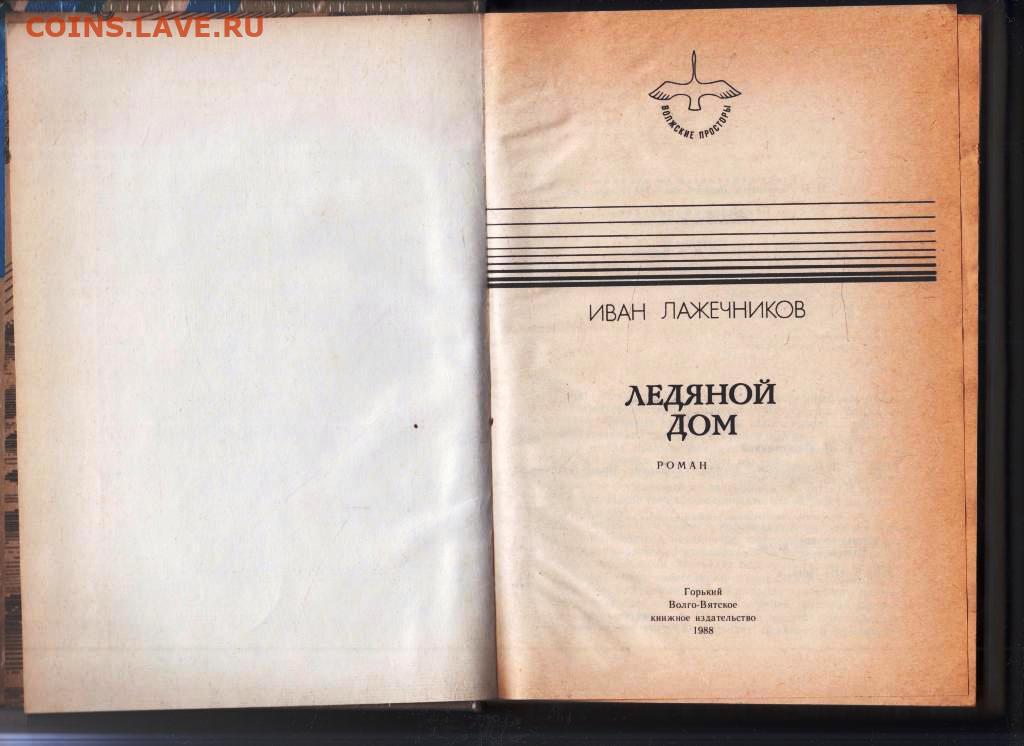 COINS.LAVE.RU
ВОЛЖСКИЕ ПРОСТОРЫ
ИВАН ЛАЖЕЧНИКОВ
ЛЕДЯНОЙ
ДОМ
РОМАН
Горький
Волго-Вятское
книжное издательство
1988